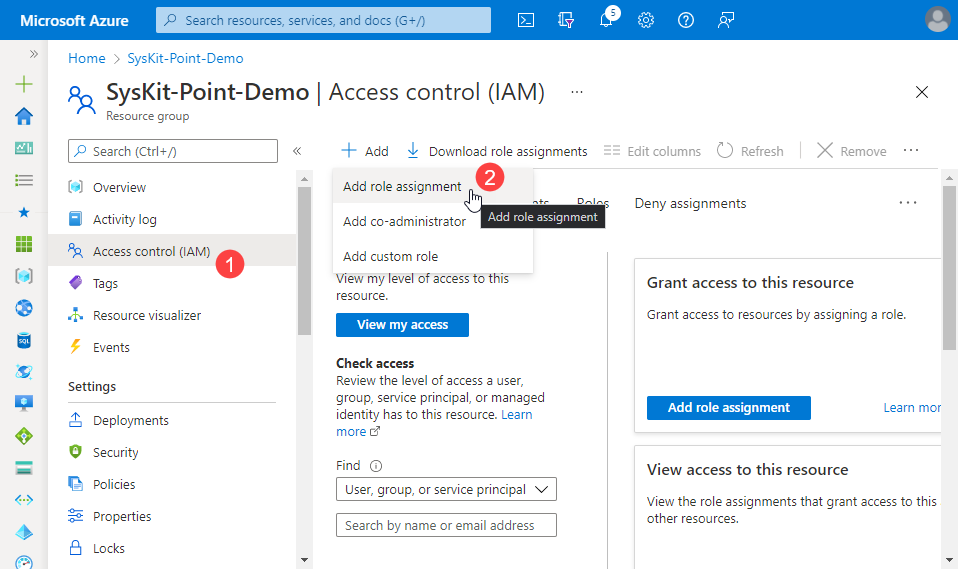 Microsoft Azure
Search resources, services, and docs (G+/)
5
Home > SysKit-Point-Demo
SysKit-Point-Demo | Access control (IAM) ...
Resource group
Search (Ctrl+/)
Add
Download role assignments
Edit columns
Refresh
Remove
Overview
Activity log
Access control (IAM)
1
Tags
Resource visualizer
Events
Settings
Deployments
Security
Policies
Properties
Locks
Add role assignment
2
Add co-administrator
Add custom role
Add role assignment
Roles
Deny assignments
View my level of access to this
resource.
View my access
Check access
Review the level of access a user,
group, service principal, or managed
identity has to this resource. Learn
more
Find
User, group, or service principal
Search by name or email address
Grant access to this resource
Grant access to resources by assigning a role.
Add role assignment
Learn mor
View access to this resource
View the role assignments that grant access to this
other resources.